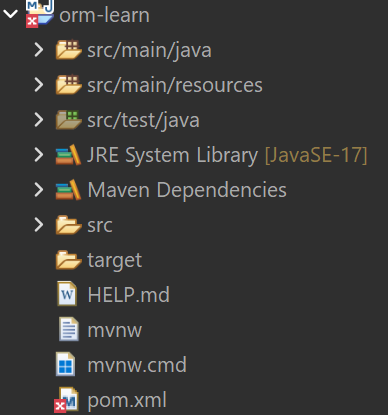 orm-learn
src/main/java
src/main/resources
src/test/java
JRE System Library [JavaSE-17]
Maven Dependencies
src
target
HELP.md
mvnw
mvnw.cmd
pom.xml